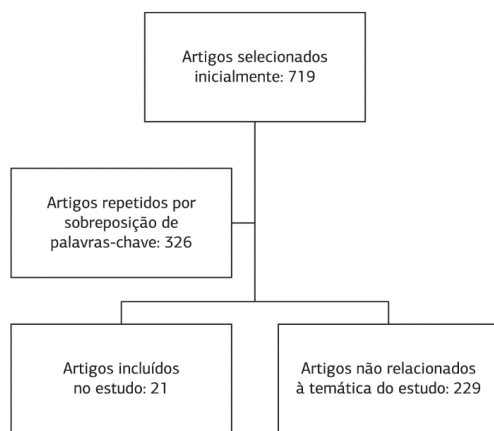 Artigos selecionados
inicialmente: 719
Artigos repetidos por
sobreposição de
palavras-chave: 326
Artigos incluídos
no estudo: 21
Artigos não relacionados
à temática do estudo: 229